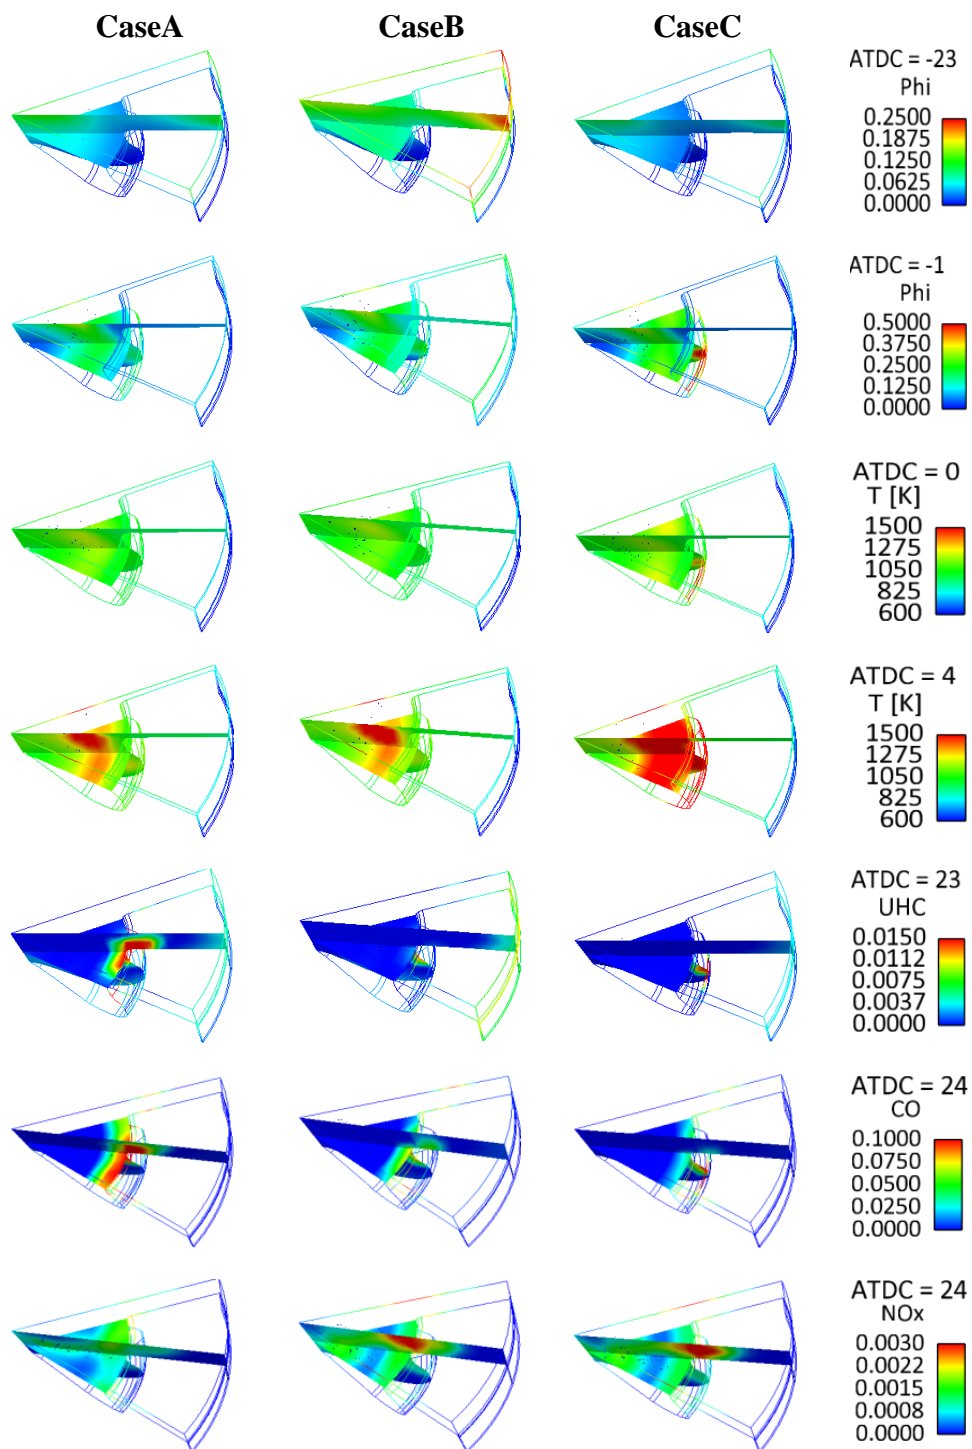 CaseA CaseB CaseC
ATDC = -23
Phi
0.2500
0.1875
0.1250
0.0625
0.0000
ATDC = -1
Phi
0.5000
0.3750
0.2500
0.1250
0.0000
ATDC = 0
T [K]
1500
1275
1050
825
600
ATDC = 4
T [K]
1500
1275
1050
825
600
ATDC = 23
UHC
0.0150
0.0112
0.0075
0.0037
0.0000
ATDC = 24
CO
0.1000
0.0750
0.0500
0.0250
0.0000
ATDC = 24
NOx
0.0030
0.0022
0.0015
0.0008
0.0000